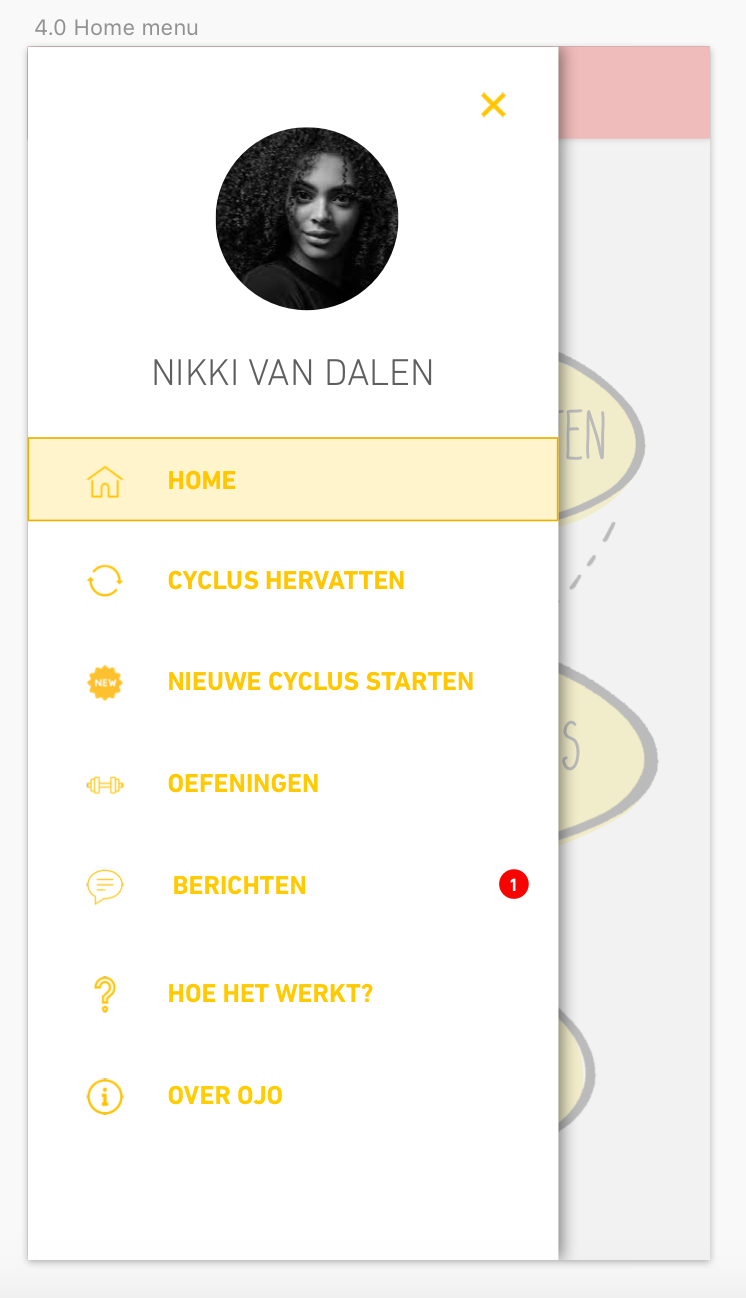 4.0 Home menu
NIKKI VAN DALEN
HOME
TEN
CYCLUS HERVATTEN
NEW
NIEUWE CYCLUS STARTEN
S
OEFENINGEN
BERICHTEN
1
HOE HET WERKT?
OVER OJO